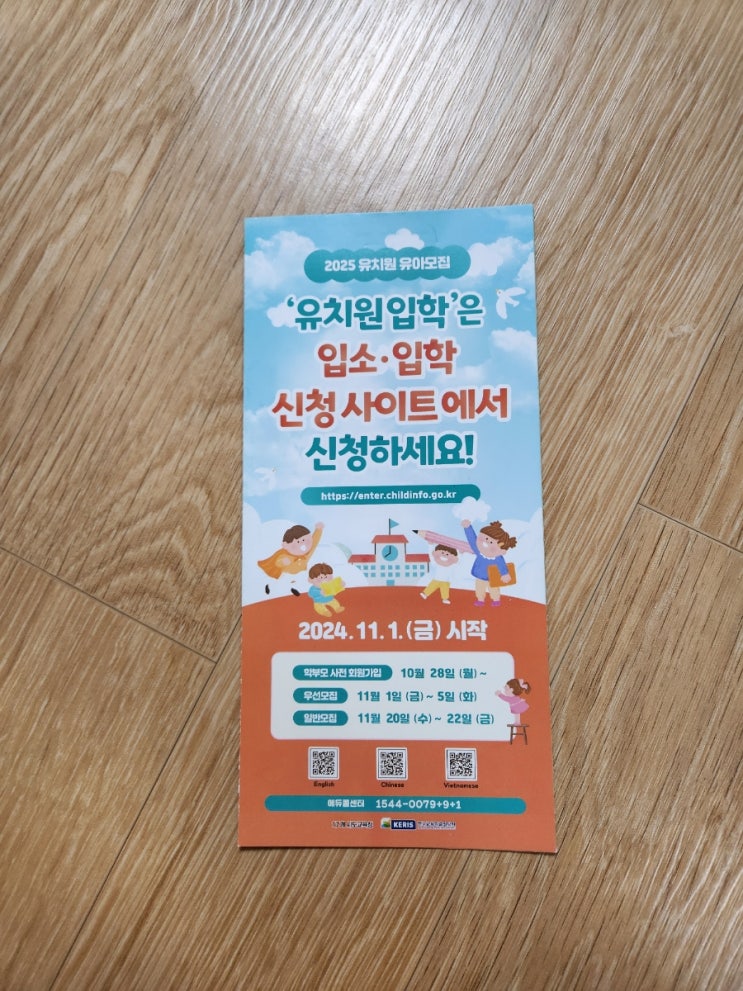 2025 유치원 유아모집
‘유치원 입학’은
입소·입학
신청 사이트에서
신청하세요!
https://enter.childinfo.go.kr
2024. 11. 1. (금) 시작
학부모 사전 회원가입 10월 28일 (월) ~
우선모집 11월 1일 (금) ~ 5일 (화)
일반모집 11월 20일 (수) ~ 22일 (금)
English Chinese Vietnamese
에듀콜센터 1544-0079+9+1
KERIS